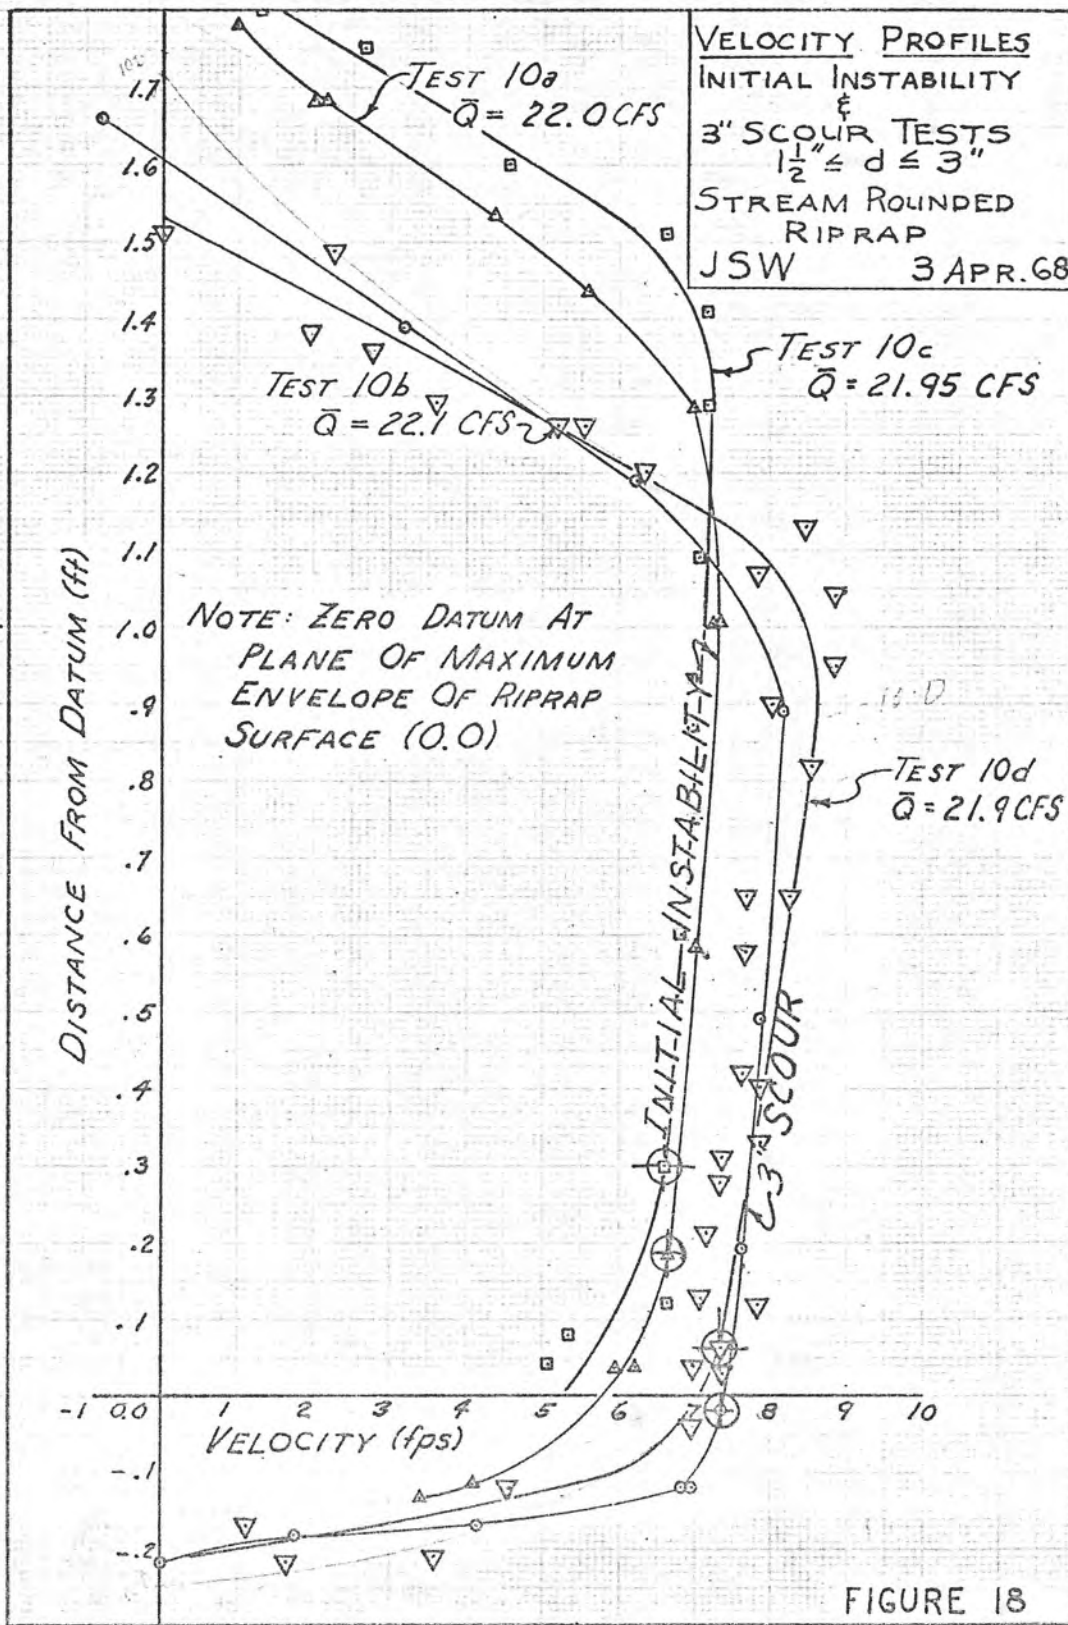 VELOCITY PROFILES
INITIAL INSTABILITY
&
3" SCOUR TESTS
1 1/2" ≤ d ≤ 3"
STREAM ROUNDED
RIPRAP
JSW 3 APR. 68
TEST 10a
Q̄ = 22.0 CFS
TEST 10c
Q̄ = 21.95 CFS
TEST 10b
Q̄ = 22.1 CFS
NOTE: ZERO DATUM AT
PLANE OF MAXIMUM
ENVELOPE OF RIPRAP
SURFACE (0.0)
TEST 10d
Q̄ = 21.9 CFS
INITIAL INSTABILITY
3" SCOUR
DISTANCE FROM DATUM (ft)
1.7
1.6
1.5
1.4
1.3
1.2
1.1
1.0
.9
.8
.7
.6
.5
.4
.3
.2
.1
-1 0.0 1 2 3 4 5 6 7 8 9 10
VELOCITY (fps)
-.1
-.2
FIGURE 18